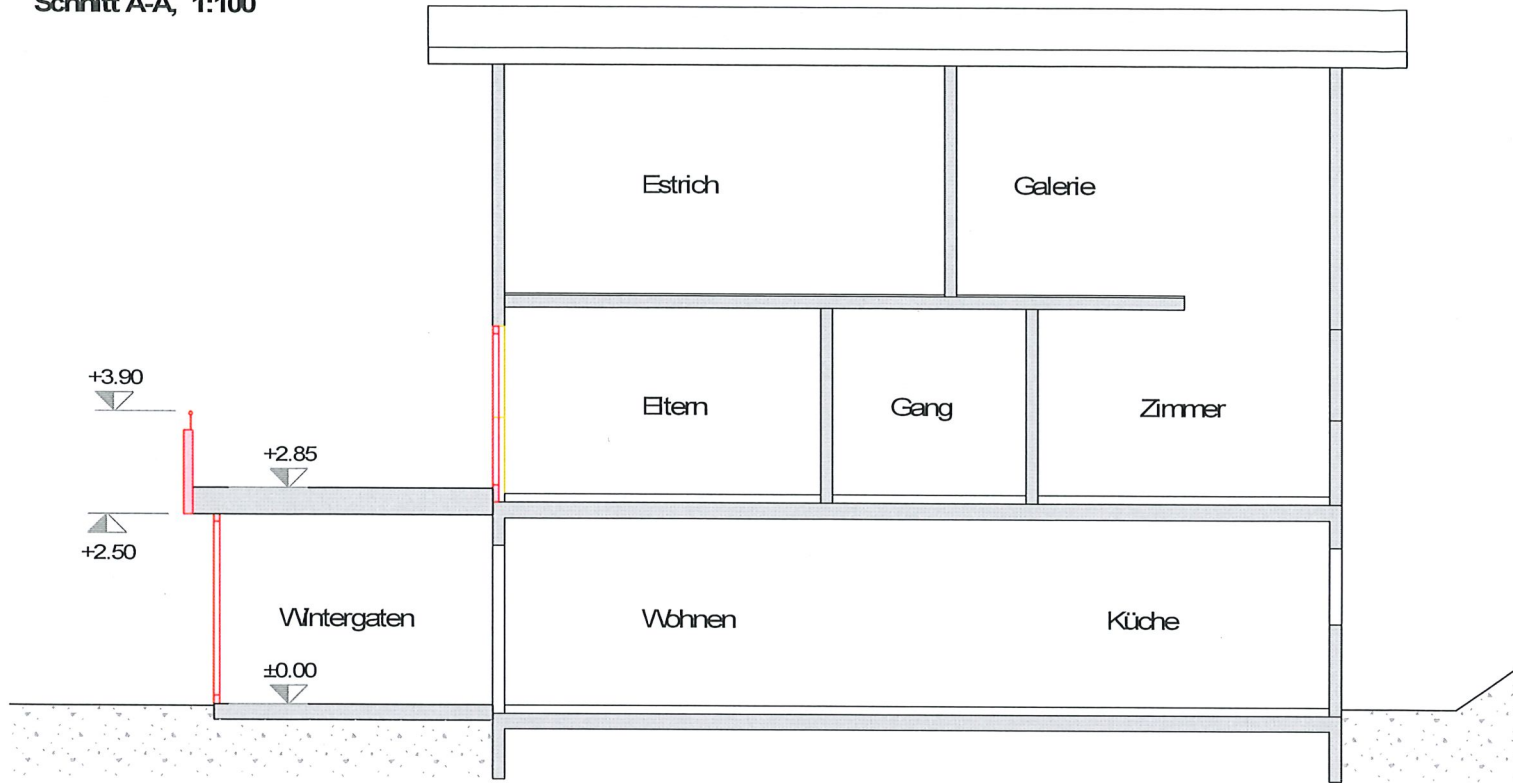 Schnitt A-A, 1:100
Estrich
Galerie
+3.90
Eltern
Gang
Zimmer
+2.85
+2.50
Wintergaten
Wohnen
Küche
±0.00